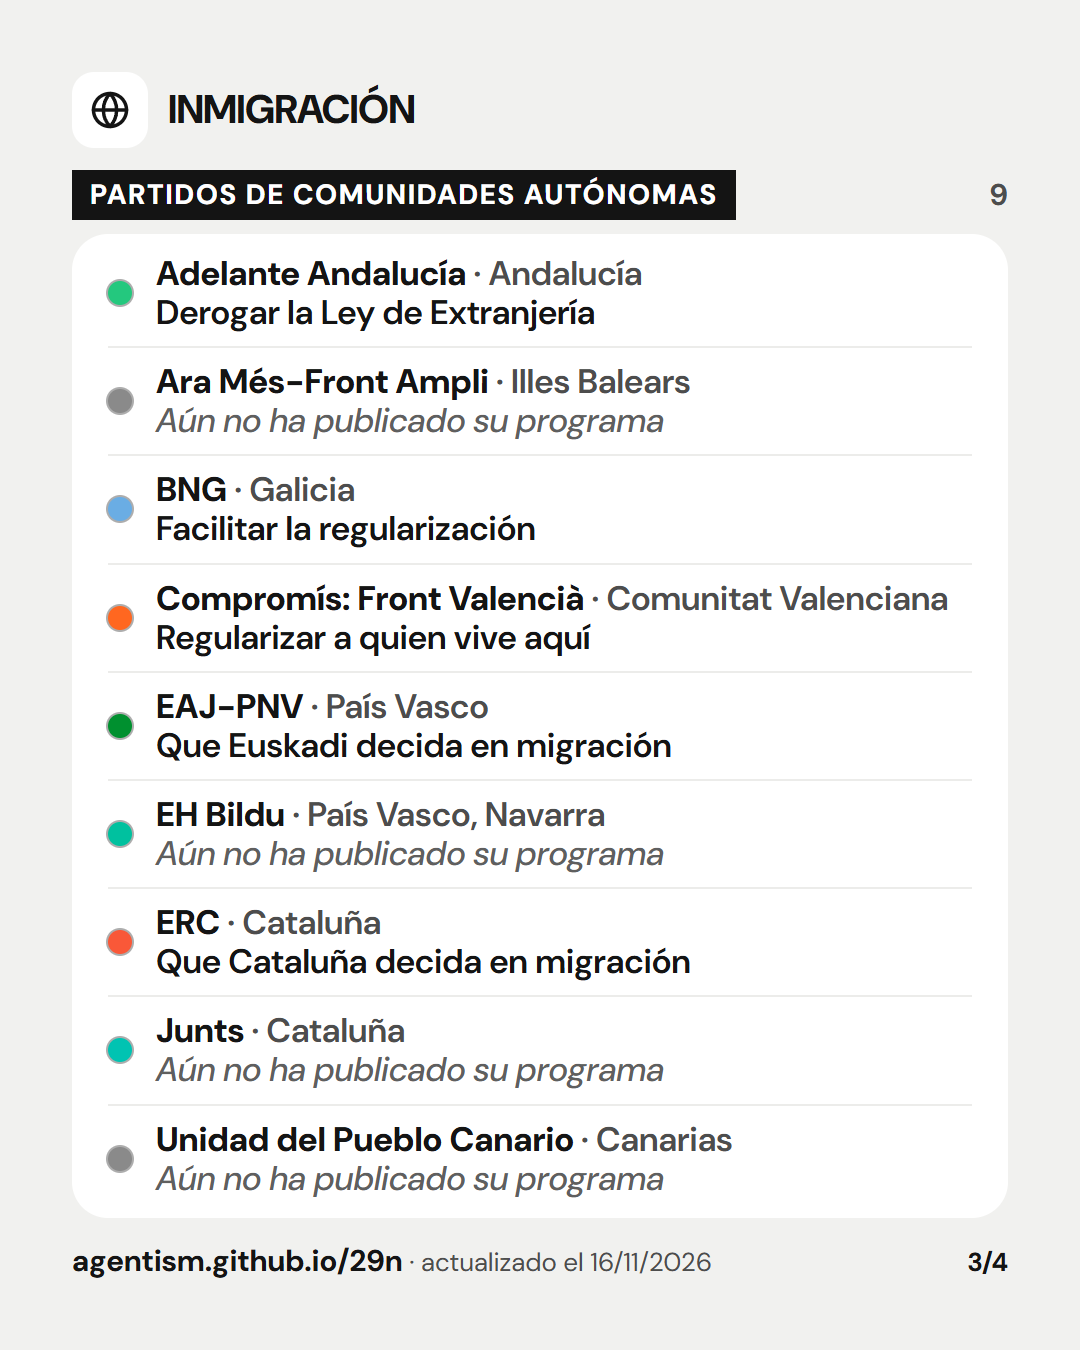 INMIGRACIÓN
PARTIDOS DE COMUNIDADES AUTÓNOMAS 9
Adelante Andalucía · Andalucía
Derogar la Ley de Extranjería
Ara Més-Front Ampli · Illes Balears
Aún no ha publicado su programa
BNG · Galicia
Facilitar la regularización
Compromís: Front Valencià · Comunitat Valenciana
Regularizar a quien vive aquí
EAJ-PNV · País Vasco
Que Euskadi decida en migración
EH Bildu · País Vasco, Navarra
Aún no ha publicado su programa
ERC · Cataluña
Que Cataluña decida en migración
Junts · Cataluña
Aún no ha publicado su programa
Unidad del Pueblo Canario · Canarias
Aún no ha publicado su programa
agentism.github.io/29n · actualizado el 16/11/2026 3/4